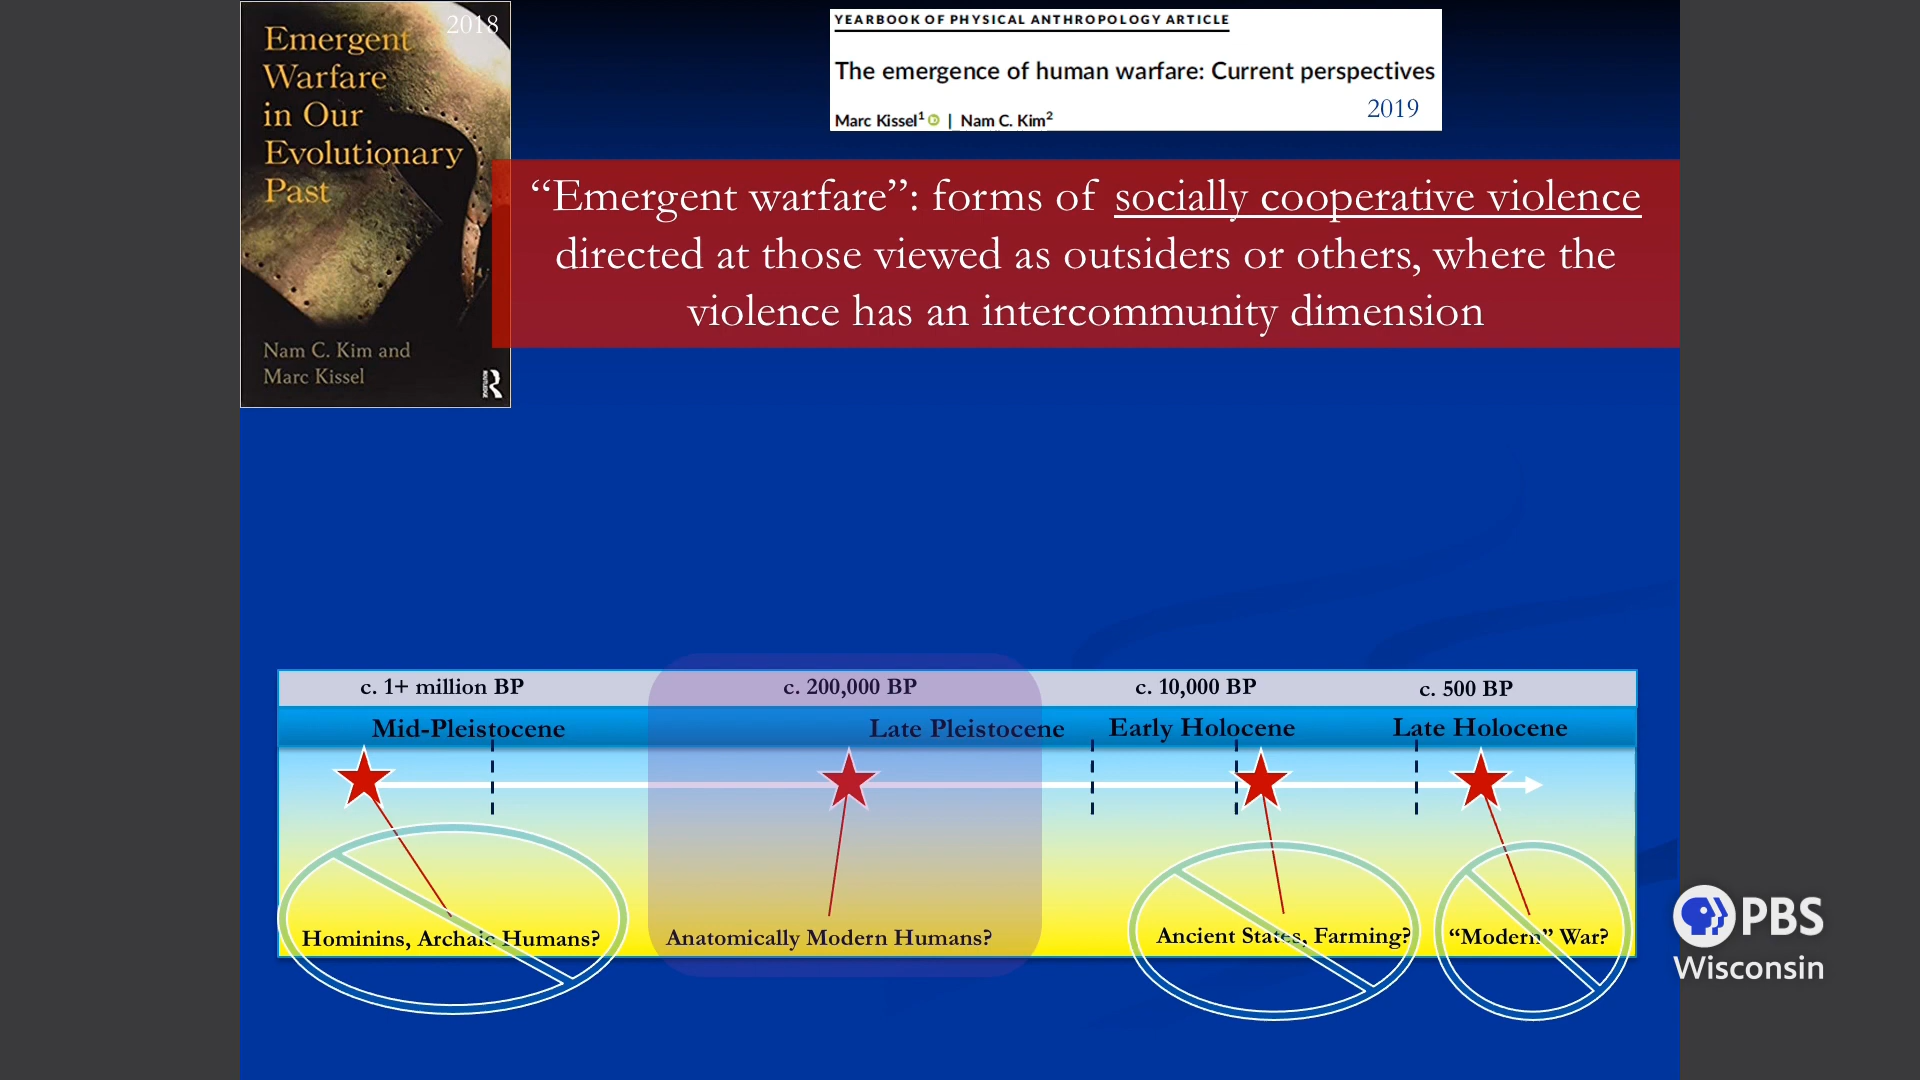 2018
Emergent
Warfare
in Our
Evolutionary
Past
Nam C. Kim and
Marc Kissel
ROUTLEDGE
YEARBOOK OF PHYSICAL ANTHROPOLOGY ARTICLE
The emergence of human warfare: Current perspectives
2019
Marc Kissel1 iD | Nam C. Kim2
“Emergent warfare”: forms of socially cooperative violence
directed at those viewed as outsiders or others, where the
violence has an intercommunity dimension
c. 1+ million BP c. 200,000 BP c. 10,000 BP c. 500 BP
Mid-Pleistocene Late Pleistocene Early Holocene Late Holocene
Hominins, Archaic Humans? Anatomically Modern Humans? Ancient States, Farming? “Modern” War?
PBS
Wisconsin